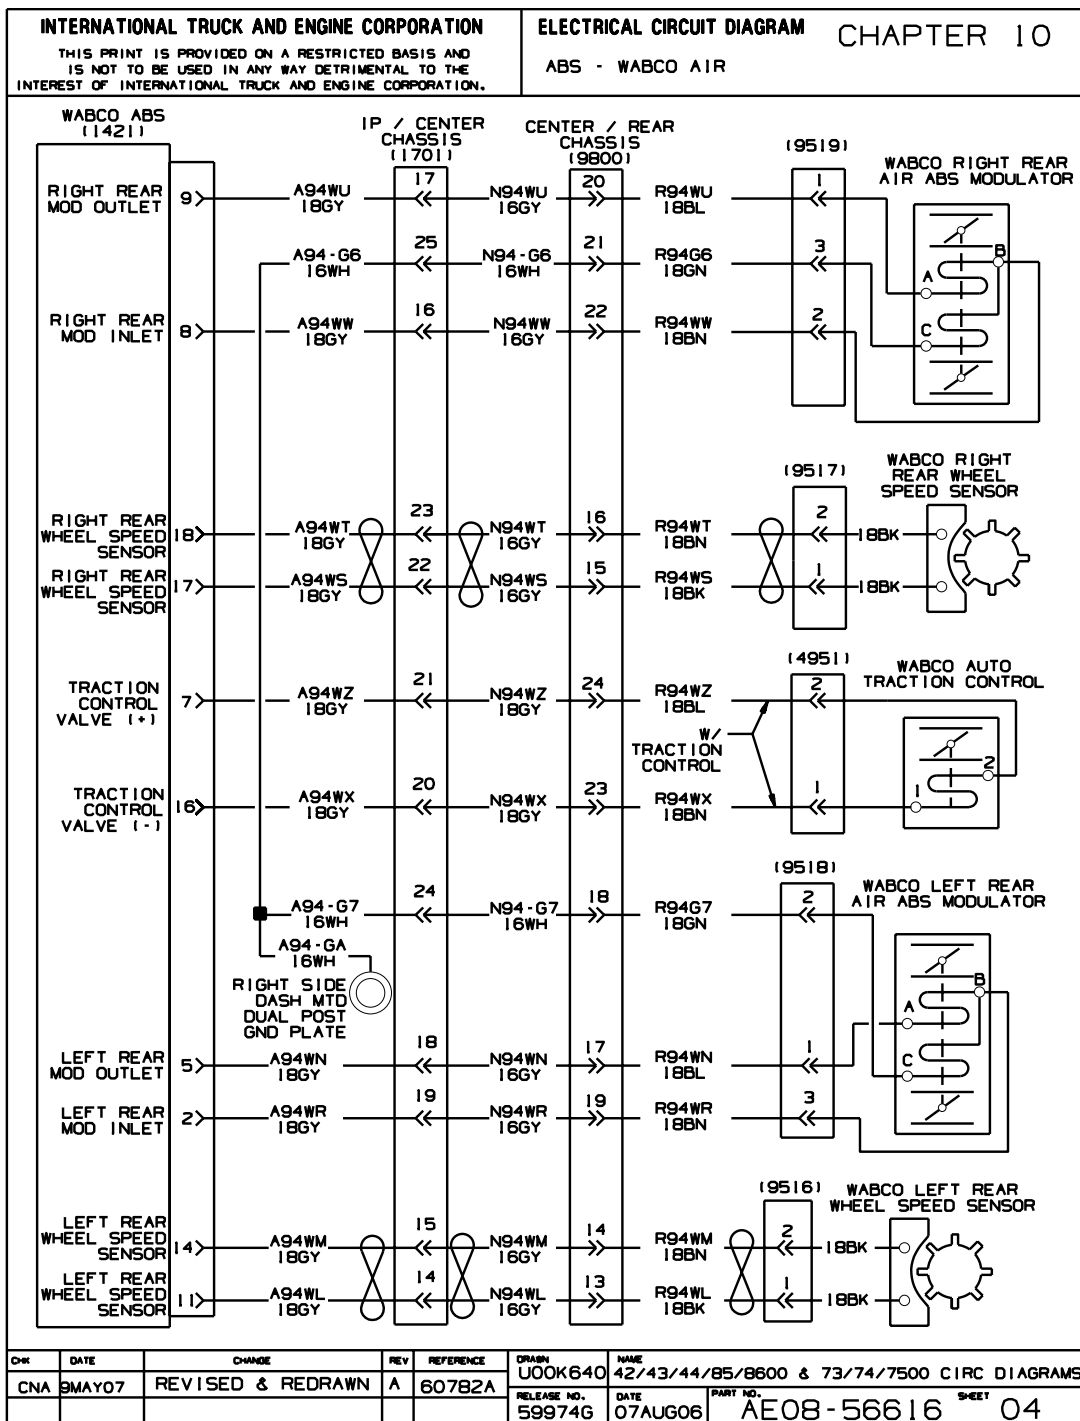 INTERNATIONAL TRUCK AND ENGINE CORPORATION
THIS PRINT IS PROVIDED ON A RESTRICTED BASIS AND
IS NOT TO BE USED IN ANY WAY DETRIMENTAL TO THE
INTEREST OF INTERNATIONAL TRUCK AND ENGINE CORPORATION.
ELECTRICAL CIRCUIT DIAGRAM
CHAPTER 10
ABS - WABCO AIR
WABCO ABS
(1421)
IP / CENTER
CHASSIS
(1701)
CENTER / REAR
CHASSIS
(9800)
(9519)
WABCO RIGHT REAR
AIR ABS MODULATOR
RIGHT REAR
MOD OUTLET
9
A94WU
18GY
17
N94WU
16GY
20
R94WU
18BL
1
A94-G6
16WH
25
N94-G6
16WH
21
R94G6
18GN
3
A
B
C
RIGHT REAR
MOD INLET
8
A94WW
18GY
16
N94WW
16GY
22
R94WW
18BN
2
(9517)
WABCO RIGHT
REAR WHEEL
SPEED SENSOR
RIGHT REAR
WHEEL SPEED
SENSOR
18
A94WT
18GY
23
N94WT
16GY
16
R94WT
18BN
2
18BK
RIGHT REAR
WHEEL SPEED
SENSOR
17
A94WS
18GY
22
N94WS
16GY
15
R94WS
18BK
1
18BK
(4951)
WABCO AUTO
TRACTION CONTROL
TRACTION
CONTROL
VALVE (+)
7
A94WZ
18GY
21
N94WZ
18GY
24
R94WZ
18BL
2
W/
TRACTION
CONTROL
2
1
TRACTION
CONTROL
VALVE (-)
16
A94WX
18GY
20
N94WX
18GY
23
R94WX
18BN
1
(9518)
WABCO LEFT REAR
AIR ABS MODULATOR
A94-G7
16WH
24
N94-G7
16WH
18
R94G7
18GN
2
A94-GA
16WH
RIGHT SIDE
DASH MTD
DUAL POST
GND PLATE
A
B
C
LEFT REAR
MOD OUTLET
5
A94WN
18GY
18
N94WN
16GY
17
R94WN
18BL
1
LEFT REAR
MOD INLET
2
A94WR
18GY
19
N94WR
16GY
19
R94WR
18BN
3
(9516)
WABCO LEFT REAR
WHEEL SPEED SENSOR
LEFT REAR
WHEEL SPEED
SENSOR
14
A94WM
18GY
15
N94WM
16GY
14
R94WM
18BN
2
18BK
LEFT REAR
WHEEL SPEED
SENSOR
11
A94WL
18GY
14
N94WL
16GY
13
R94WL
18BK
1
18BK
CHK DATE CHANGE REV REFERENCE
CNA 9MAY07 REVISED & REDRAWN A 60782A
DRAWN
U00K640
NAME
42/43/44/85/8600 & 73/74/7500 CIRC DIAGRAMS
RELEASE NO.
59974G
DATE
07AUG06
PART NO.
AE08-56616
SHEET
04